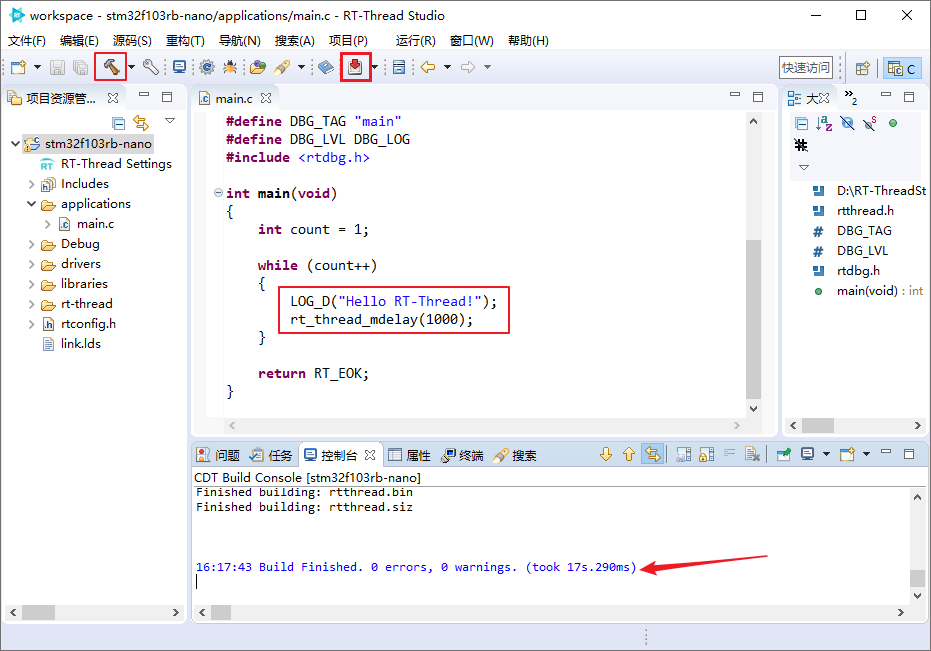 workspace - stm32f103rb-nano/applications/main.c - RT-Thread Studio
文件(F) 编辑(E) 源码(S) 重构(T) 导航(N) 搜索(A) 项目(P) 运行(R) 窗口(W) 帮助(H)
快速访问 C
项目资源管...
stm32f103rb-nano
RT-Thread Settings
Includes
applications
main.c
Debug
drivers
libraries
rt-thread
rtconfig.h
link.lds
main.c
#define DBG_TAG "main"
#define DBG_LVL DBG_LOG
#include <rtdbg.h>
int main(void)
{
int count = 1;
while (count++)
{
LOG_D("Hello RT-Thread!");
rt_thread_mdelay(1000);
}
return RT_EOK;
}
大 2
D:\RT-ThreadSt
rtthread.h
DBG_TAG
DBG_LVL
rtdbg.h
main(void) : int
问题 任务 控制台 属性 终端 搜索
CDT Build Console [stm32f103rb-nano]
Finished building: rtthread.bin
Finished building: rtthread.siz
16:17:43 Build Finished. 0 errors, 0 warnings. (took 17s.290ms)